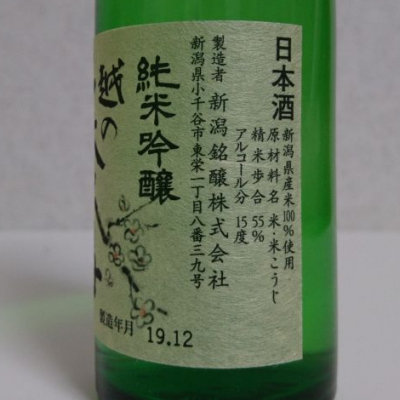 日本酒
新潟県産米100%使用
原材料名 米・米こうじ
精米歩合 55%
アルコール分 15度
製造者 新潟銘醸株式会社
新潟県小千谷市東栄一丁目八番三九号
純米吟醸
越の
製造年月 19.12